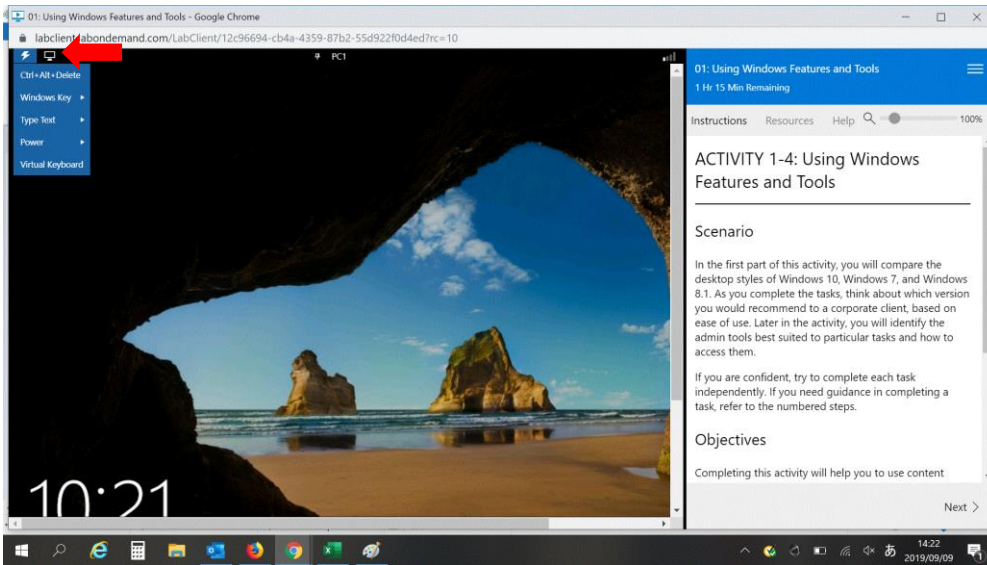 01: Using Windows Features and Tools - Google Chrome
labclient.labondemand.com/LabClient/12c96694-cb4a-4359-87b2-55d922f0d4ed?rc=10
PC1
Ctrl+Alt+Delete
Windows Key
Type Text
Power
Virtual Keyboard
10:21
01: Using Windows Features and Tools
1 Hr 15 Min Remaining
Instructions Resources Help 100%
ACTIVITY 1-4: Using Windows
Features and Tools
Scenario
In the first part of this activity, you will compare the
desktop styles of Windows 10, Windows 7, and Windows
8.1. As you complete the tasks, think about which version
you would recommend to a corporate client, based on
ease of use. Later in the activity, you will identify the
admin tools best suited to particular tasks and how to
access them.
If you are confident, try to complete each task
independently. If you need guidance in completing a
task, refer to the numbered steps.
Objectives
Completing this activity will help you to use content
Next >
あ
14:22
2019/09/09